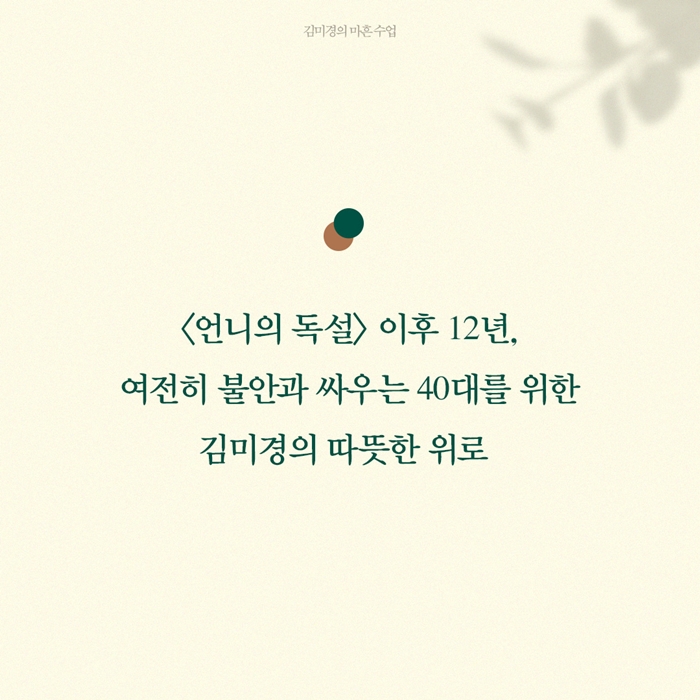 김미경의 마흔 수업
〈언니의 독설〉 이후 12년,
여전히 불안과 싸우는 40대를 위한
김미경의 따뜻한 위로